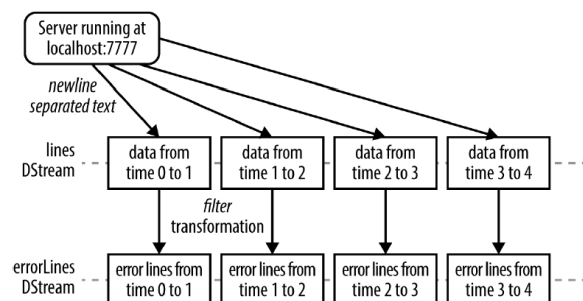 Server running at
localhost:7777
newline
separated text
lines
DStream
data from
time 0 to 1
data from
time 1 to 2
data from
time 2 to 3
data from
time 3 to 4
filter
transformation
errorLines
DStream
error lines from
time 0 to 1
error lines from
time 1 to 2
error lines from
time 2 to 3
error lines from
time 3 to 4